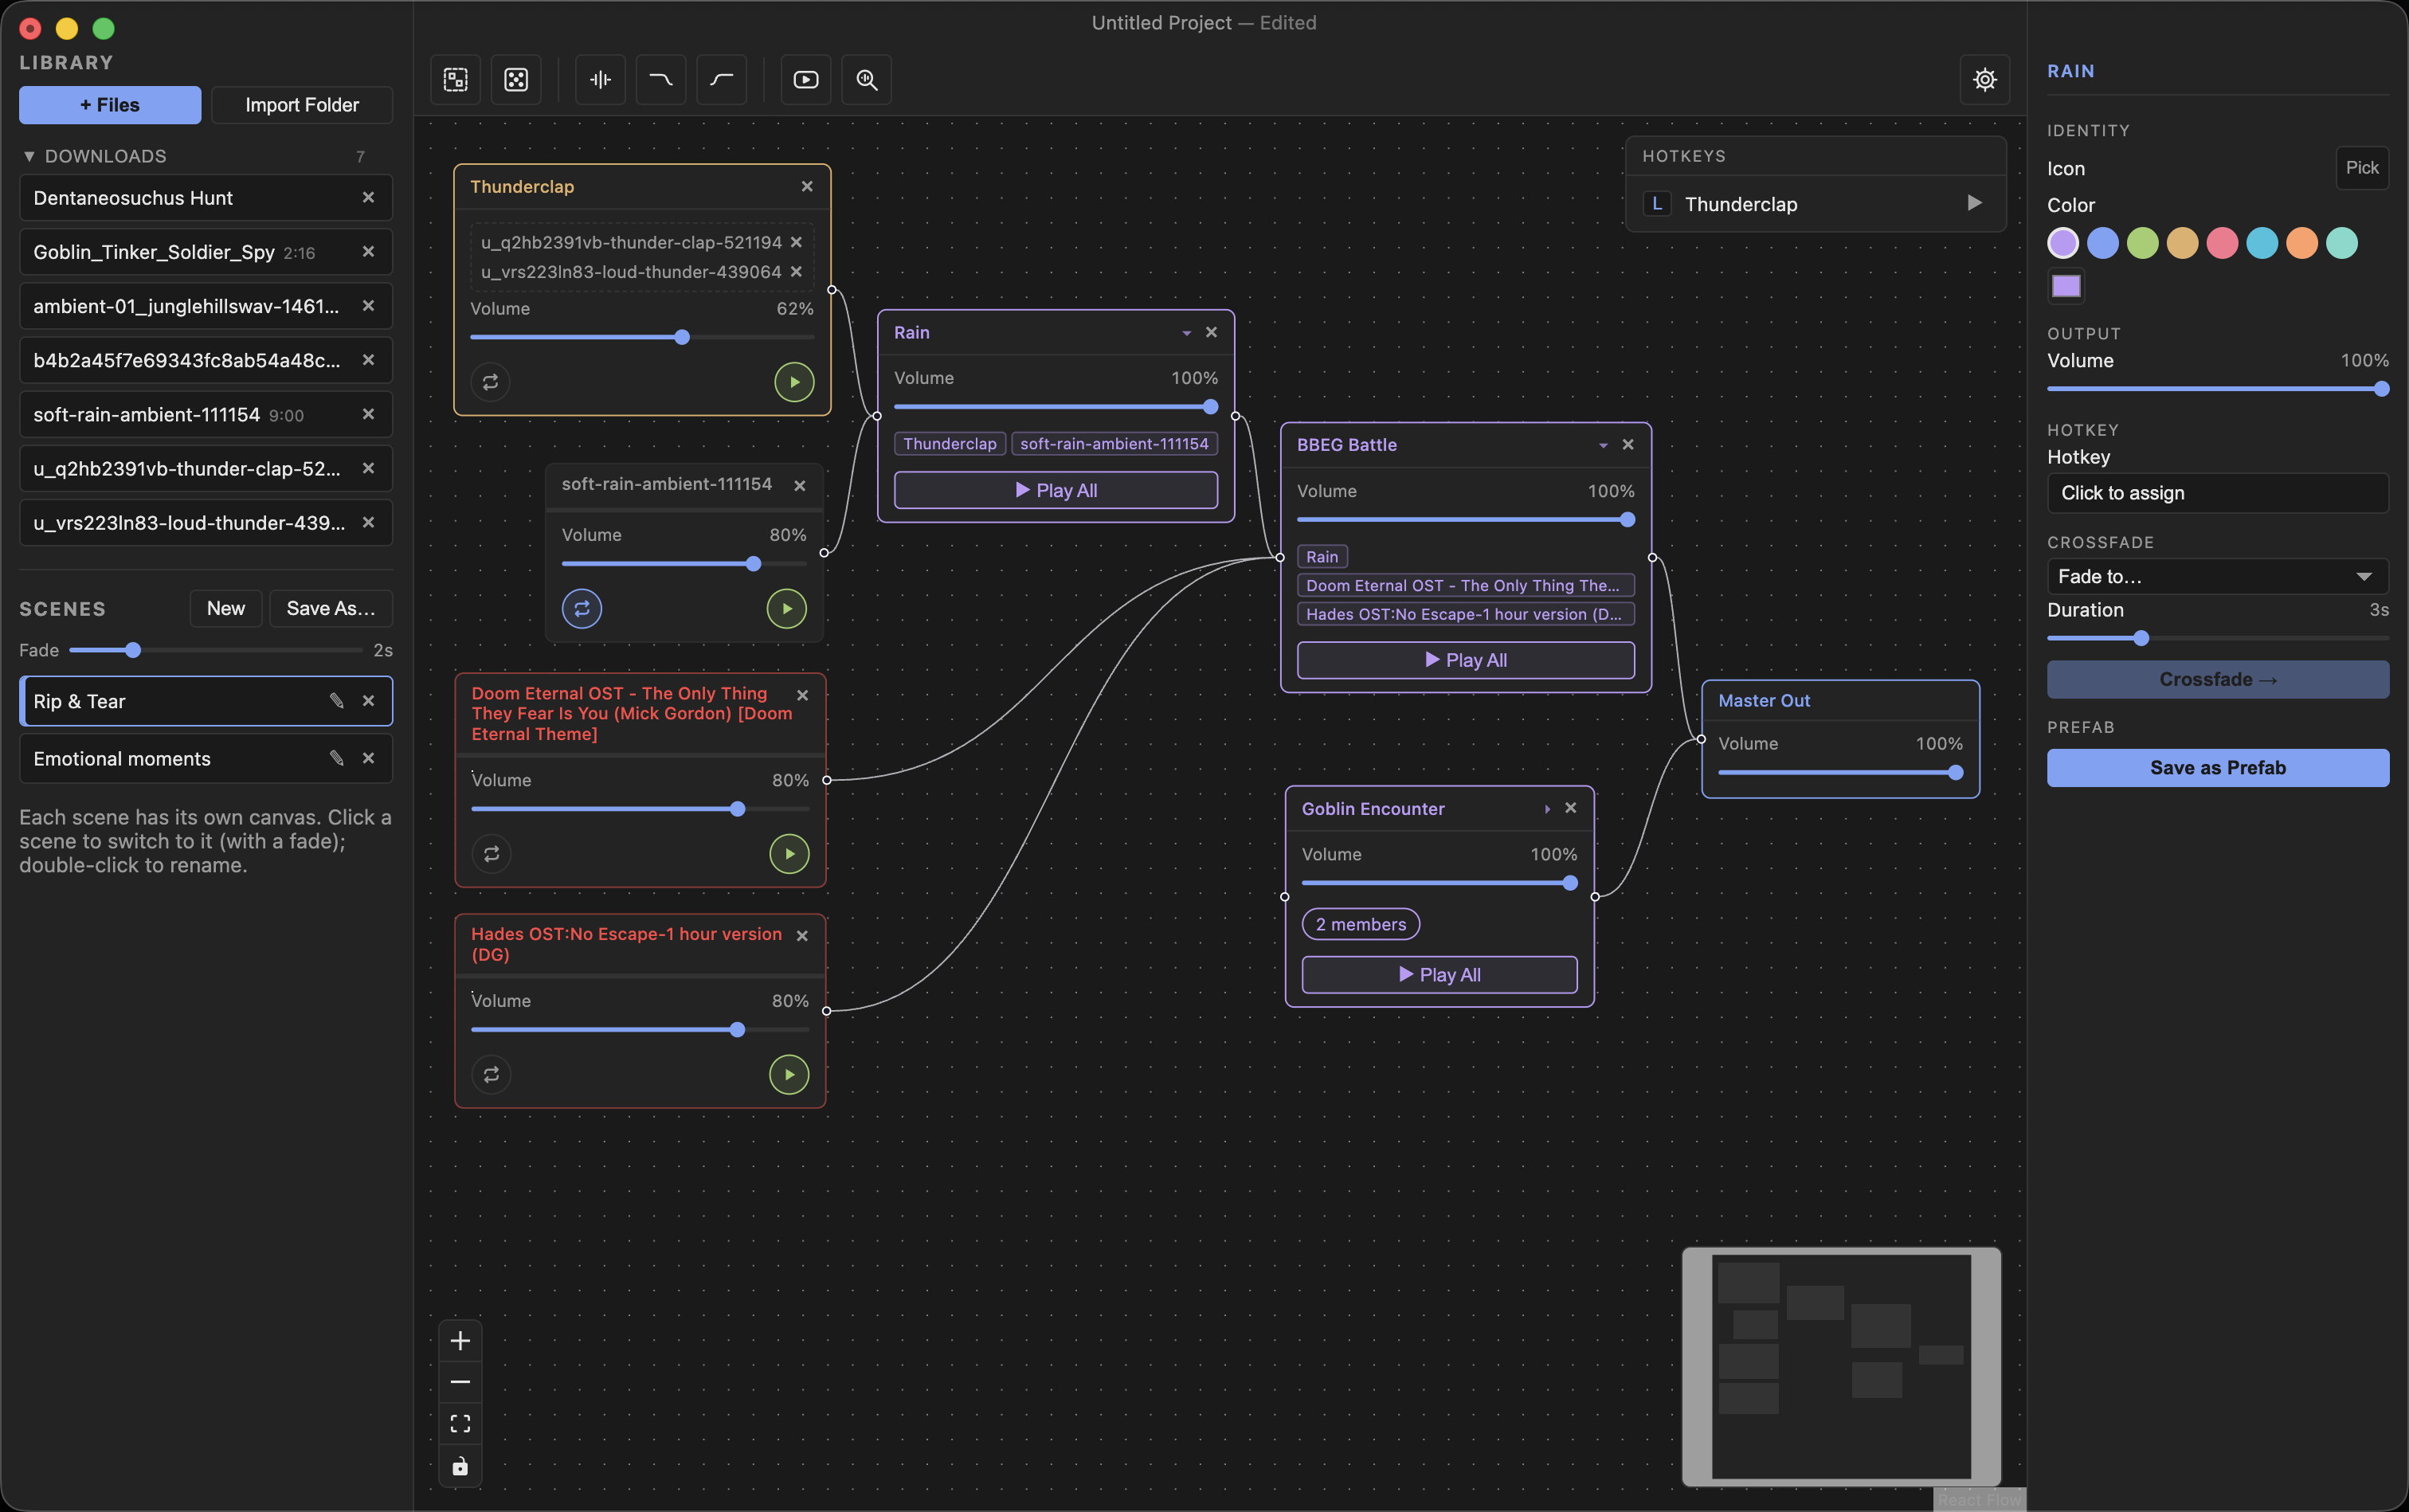 Untitled Project — Edited
LIBRARY
+ Files
Import Folder
▼ DOWNLOADS 7
Dentaneosuchus Hunt
Goblin_Tinker_Soldier_Spy 2:16
ambient-01_junglehillswav-1461...
b4b2a45f7e69343fc8ab54a48c...
soft-rain-ambient-111154 9:00
u_q2hb2391vb-thunder-clap-52...
u_vrs223ln83-loud-thunder-439...
SCENES
New
Save As...
Fade 2s
Rip & Tear
Emotional moments
Each scene has its own canvas. Click a
scene to switch to it (with a fade);
double-click to rename.
Thunderclap
u_q2hb2391vb-thunder-clap-521194
u_vrs223ln83-loud-thunder-439064
Volume 62%
soft-rain-ambient-111154
Volume 80%
Doom Eternal OST - The Only Thing
They Fear Is You (Mick Gordon) [Doom
Eternal Theme]
Volume 80%
Hades OST:No Escape-1 hour version
(DG)
Volume 80%
Rain
Volume 100%
Thunderclap
soft-rain-ambient-111154
▶ Play All
BBEG Battle
Volume 100%
Rain
Doom Eternal OST - The Only Thing The...
Hades OST:No Escape-1 hour version (D...
▶ Play All
Goblin Encounter
Volume 100%
2 members
▶ Play All
Master Out
Volume 100%
HOTKEYS
L Thunderclap
React Flow
RAIN
IDENTITY
Icon
Pick
Color
OUTPUT
Volume 100%
HOTKEY
Hotkey
Click to assign
CROSSFADE
Fade to...
Duration 3s
Crossfade →
PREFAB
Save as Prefab